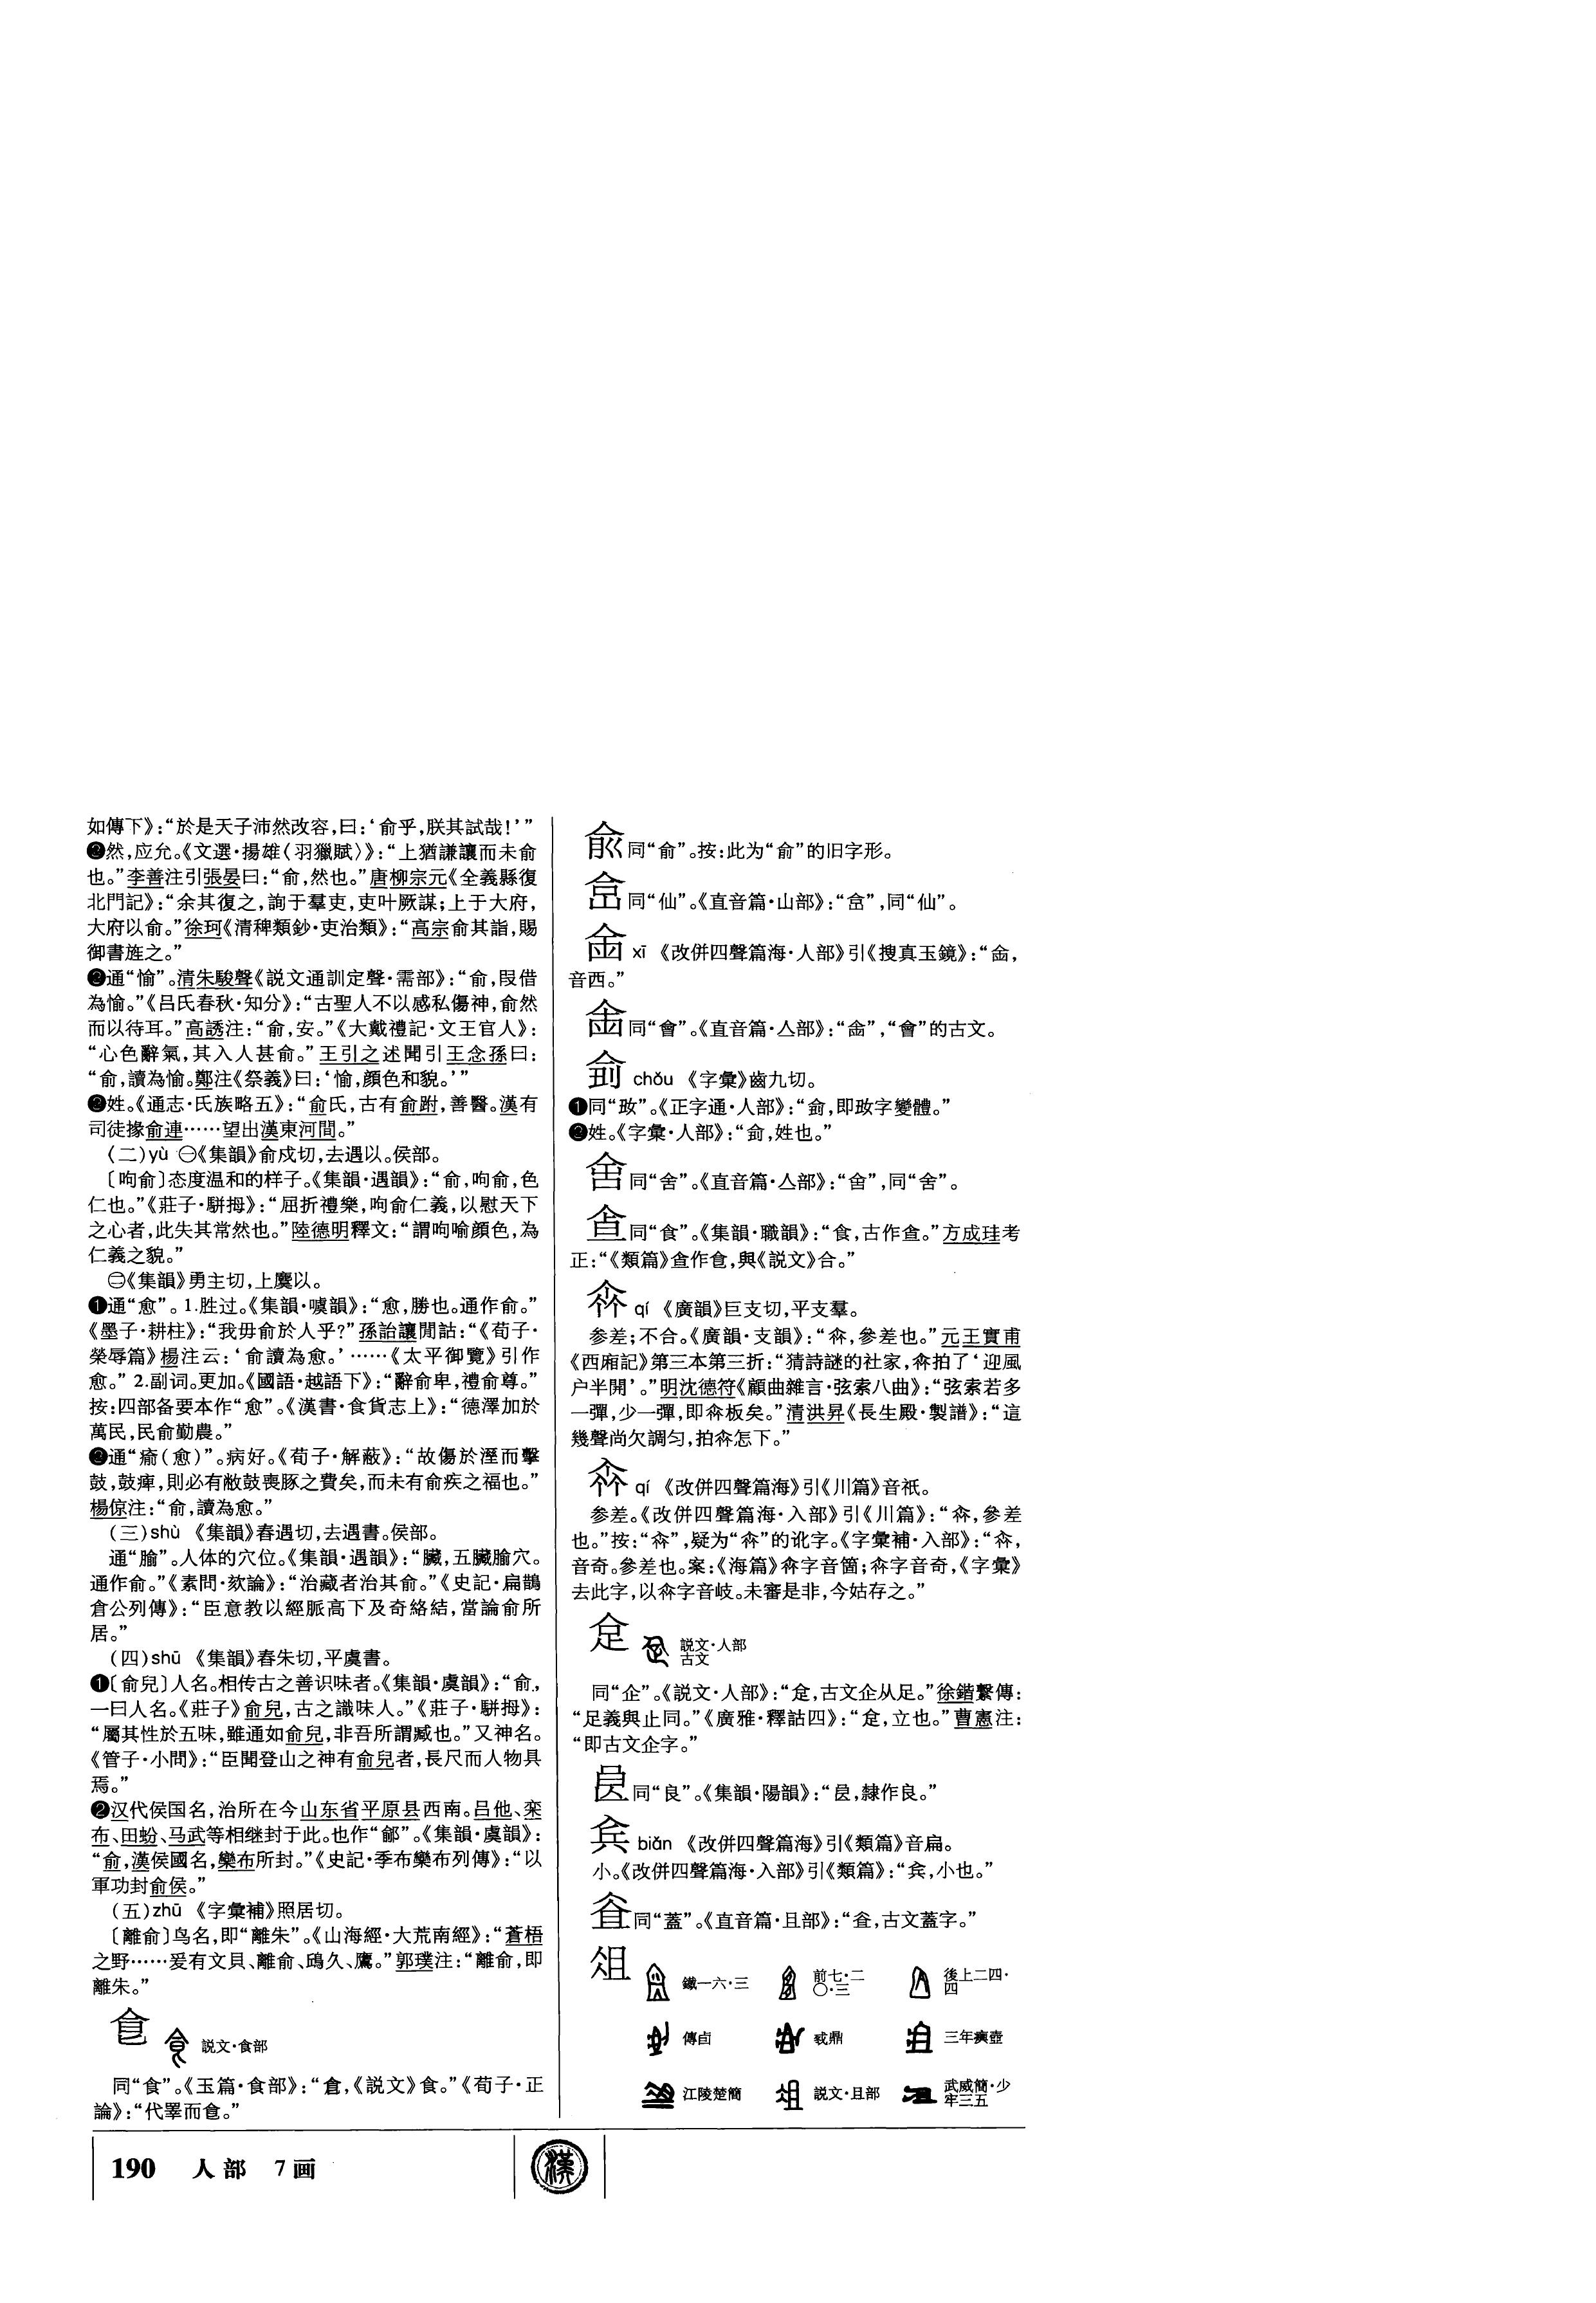 如傳下》：“於是天子沛然改容，曰：‘俞乎，朕其試哉！’”
❷然，应允。《文選·揚雄〈羽獵賦〉》：“上猶謙讓而未俞
也。”李善注引張晏曰：“俞，然也。”唐柳宗元《全義縣復
北門記》：“余其復之，詢于羣吏，吏叶厥謀；上于大府，
大府以俞。”徐珂《清稗類鈔·吏治類》：“高宗俞其詣，賜
御書旌之。”
❸通“愉”。清朱駿聲《説文通訓定聲·需部》：“俞，叚借
為愉。”《吕氏春秋·知分》：“古聖人不以感私傷神，俞然
而以待耳。”高誘注：“俞，安。”《大戴禮記·文王官人》：
“心色辭氣，其入人甚俞。”王引之述聞引王念孫曰：
“俞，讀為愉。鄭注《祭義》曰：‘愉，顔色和貌。’”
❹姓。《通志·氏族略五》：“俞氏，古有俞跗，善醫。漢有
司徒掾俞連……望出漢東河間。”
（二）yù ㊀《集韻》俞戍切，去遇以。侯部。
〔呴俞〕态度温和的样子。《集韻·遇韻》：“俞，呴俞，色
仁也。”《莊子·駢拇》：“屈折禮樂，呴俞仁義，以慰天下
之心者，此失其常然也。”陸德明釋文：“謂呴喻顔色，為
仁義之貌。”
㊁《集韻》勇主切，上麌以。
❶通“愈”。1.胜过。《集韻·噳韻》：“愈，勝也。通作俞。”
《墨子·耕柱》：“我毋俞於人乎？”孫詒讓閒詁：“《荀子·
榮辱篇》楊注云：‘俞讀為愈。’……《太平御覽》引作
愈。”2.副词。更加。《國語·越語下》：“辭俞卑，禮俞尊。”
按：四部备要本作“愈”。《漢書·食貨志上》：“德澤加於
萬民，民俞勤農。”
❷通“瘉（愈）”。病好。《荀子·解蔽》：“故傷於溼而擊
鼓，鼓痺，則必有敝鼓喪豚之費矣，而未有俞疾之福也。”
楊倞注：“俞，讀為愈。”
（三）shù 《集韻》舂遇切，去遇書。侯部。
通“腧”。人体的穴位。《集韻·遇韻》：“腧，五臟腧穴。
通作俞。”《素問·欬論》：“治藏者治其俞。”《史記·扁鵲
倉公列傳》：“臣意教以經脈高下及奇絡結，當論俞所
居。”
（四）shū 《集韻》舂朱切，平虞書。
❶〔俞兒〕人名。相传古之善识味者。《集韻·虞韻》：“俞，
一曰人名。《莊子》俞兒，古之識味人。”《莊子·駢拇》：
“屬其性於五味，雖通如俞兒，非吾所謂臧也。”又神名。
《管子·小問》：“臣聞登山之神有俞兒者，長尺而人物具
焉。”
❷汉代侯国名，治所在今山东省平原县西南。吕他、栾
布、田蚡、马武等相继封于此。也作“鄃”。《集韻·虞韻》：
“俞，漢侯國名，欒布所封。”《史記·季布欒布列傳》：“以
軍功封俞侯。”
（五）zhū 《字彙補》照居切。
〔離俞〕鸟名，即“離朱”。《山海經·大荒南經》：“蒼梧
之野……爰有文貝、離俞、鴟久、鷹。”郭璞注：“離俞，即
離朱。”
説文·食部
同“食”。《玉篇·食部》：“，《説文》食。”《荀子·正
論》：“代睪而食。”
兪同“俞”。按：此为“俞”的旧字形。
同“仙”。《直音篇·山部》：“”，同“仙”。
xī 《改併四聲篇海·人部》引《搜真玉鏡》：“，
音西。”
同“會”。《直音篇·亼部》：“”，“會”的古文。
chǒu 《字彙》齒九切。
❶同“㺿”。《正字通·人部》：“，即字變體。”
❷姓。《字彙·人部》：“，姓也。”
同“舍”。《直音篇·亼部》：“”，同“舍”。
同“食”。《集韻·職韻》：“食，古作。”方成珪考
正：“《類篇》作，與《説文》合。”
qí 《廣韻》巨支切，平支羣。
参差；不合。《廣韻·支韻》：“，參差也。”元王實甫
《西廂記》第三本第三折：“猜詩謎的社家，拍了‘迎風
户半開’。”明沈德符《顧曲雜言·弦索八曲》：“弦索若多
一彈，少一彈，即板矣。”清洪昇《長生殿·製譜》：“這
幾聲尚欠調匀，拍怎下。”
qí 《改併四聲篇海》引《川篇》音祇。
参差。《改併四聲篇海·入部》引《川篇》：“，參差
也。”按：“”，疑为“”的讹字。《字彙補·入部》：“，
音奇。參差也。案：《海篇》字音箇；字音奇，《字彙》
去此字，以字音岐。未審是非，今姑存之。”
説文·人部
古文
同“企”。《説文·人部》：“，古文企从足。”徐鍇繫傳：
“足義與止同。”《廣雅·釋詁四》：“，立也。”曹憲注：
“即古文企字。”
同“良”。《集韻·陽韻》：“，隸作良。”
biǎn 《改併四聲篇海》引《類篇》音扁。
小。《改併四聲篇海·入部》引《類篇》：“，小也。”
同“蓋”。《直音篇·且部》：“，古文蓋字。”
俎
鐵一六·三 前七·二〇·三 後上二四·四
傳卣 㦰鼎 三年𤼈壺
江陵楚簡 説文·且部 武威簡·少牢三五
190 人部 7画
漢